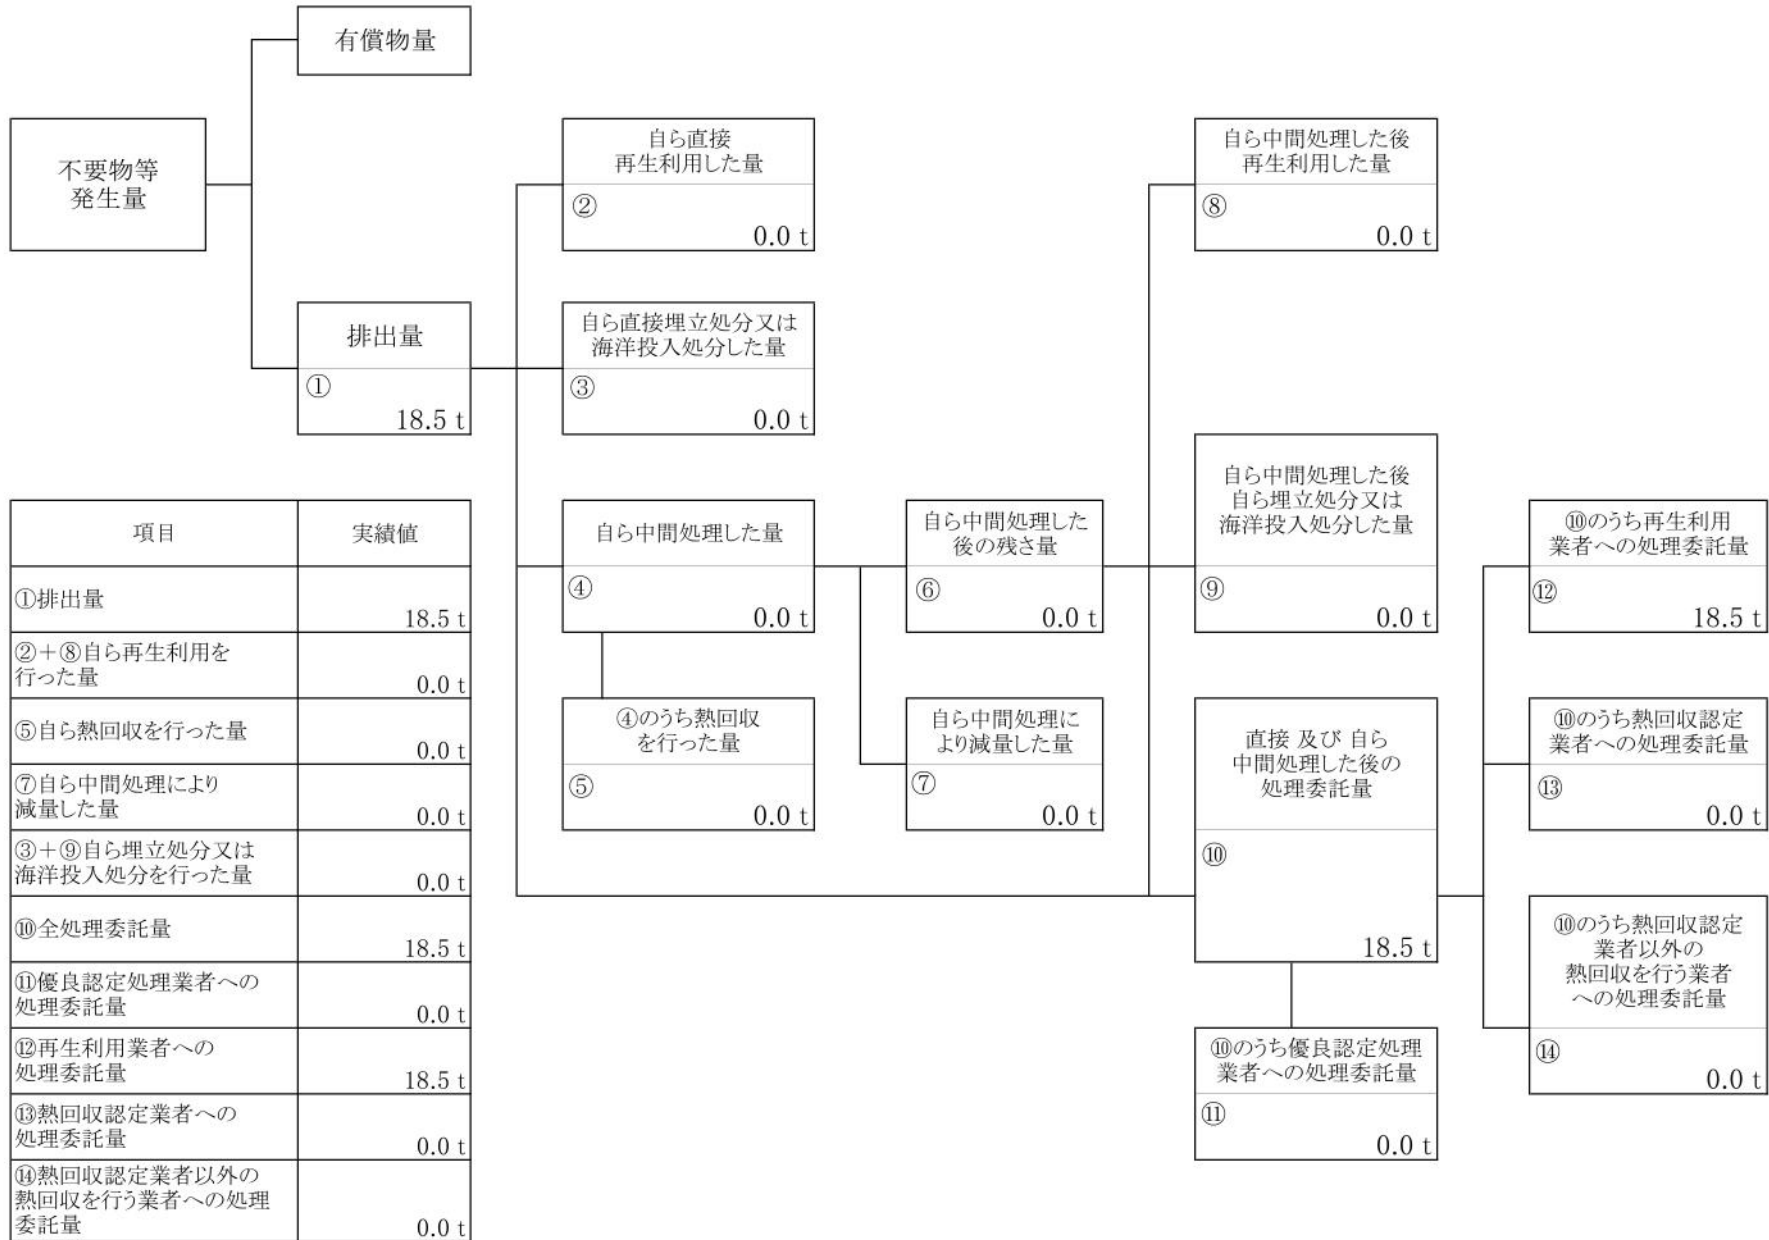 有償物量
不要物等
発生量
自ら直接
再生利用した量
②
0.0 t
自ら中間処理した後
再生利用した量
⑧
0.0 t
排出量
①
18.5 t
自ら直接埋立処分又は
海洋投入処分した量
③
0.0 t
自ら中間処理した量
④
0.0 t
自ら中間処理した
後の残さ量
⑥
0.0 t
自ら中間処理した後
自ら埋立処分又は
海洋投入処分した量
⑨
0.0 t
⑩のうち再生利用
業者への処理委託量
⑫
18.5 t
④のうち熱回収
を行った量
⑤
0.0 t
自ら中間処理に
より減量した量
⑦
0.0 t
直接 及び 自ら
中間処理した後の
処理委託量
⑩
18.5 t
⑩のうち熱回収認定
業者への処理委託量
⑬
0.0 t
⑩のうち熱回収認定
業者以外の
熱回収を行う業者
への処理委託量
⑭
0.0 t
⑩のうち優良認定処理
業者への処理委託量
⑪
0.0 t
項目 実績値
①排出量
18.5 t
②+⑧自ら再生利用を
行った量
0.0 t
⑤自ら熱回収を行った量
0.0 t
⑦自ら中間処理により
減量した量
0.0 t
③+⑨自ら埋立処分又は
海洋投入処分を行った量
0.0 t
⑩全処理委託量
18.5 t
⑪優良認定処理業者への
処理委託量
0.0 t
⑫再生利用業者への
処理委託量
18.5 t
⑬熱回収認定業者への
処理委託量
0.0 t
⑭熱回収認定業者以外の
熱回収を行う業者への処理
委託量
0.0 t